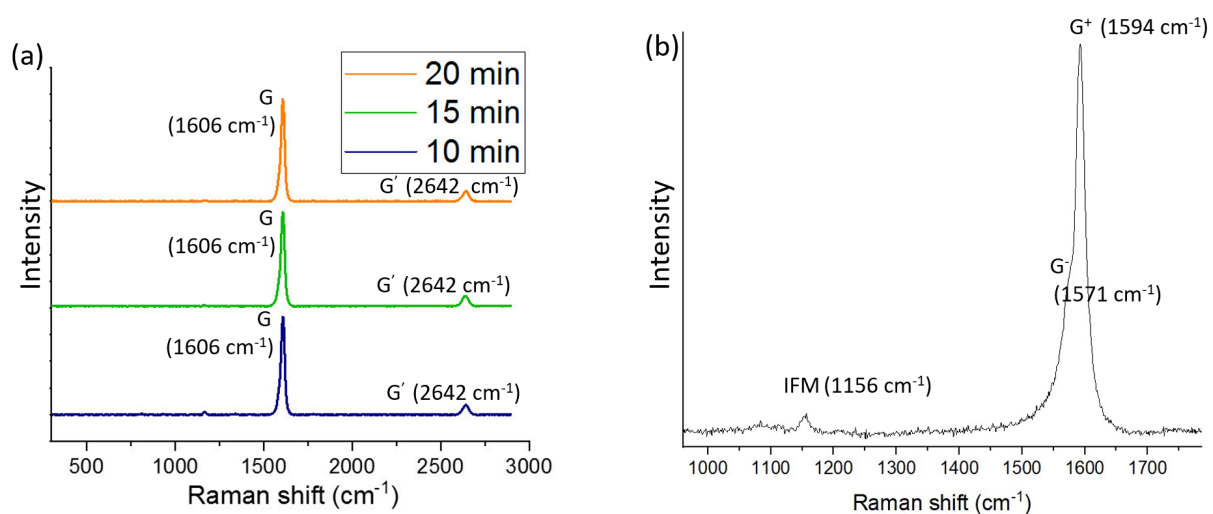 (a)
20 min
15 min
10 min
G
(1606 cm⁻¹)
G′ (2642 cm⁻¹)
G
(1606 cm⁻¹)
G′ (2642 cm⁻¹)
G
(1606 cm⁻¹)
G′ (2642 cm⁻¹)
Intensity
500 1000 1500 2000 2500 3000
Raman shift (cm⁻¹)
(b)
G⁺ (1594 cm⁻¹)
G⁻
(1571 cm⁻¹)
IFM (1156 cm⁻¹)
Intensity
1000 1100 1200 1300 1400 1500 1600 1700
Raman shift (cm⁻¹)